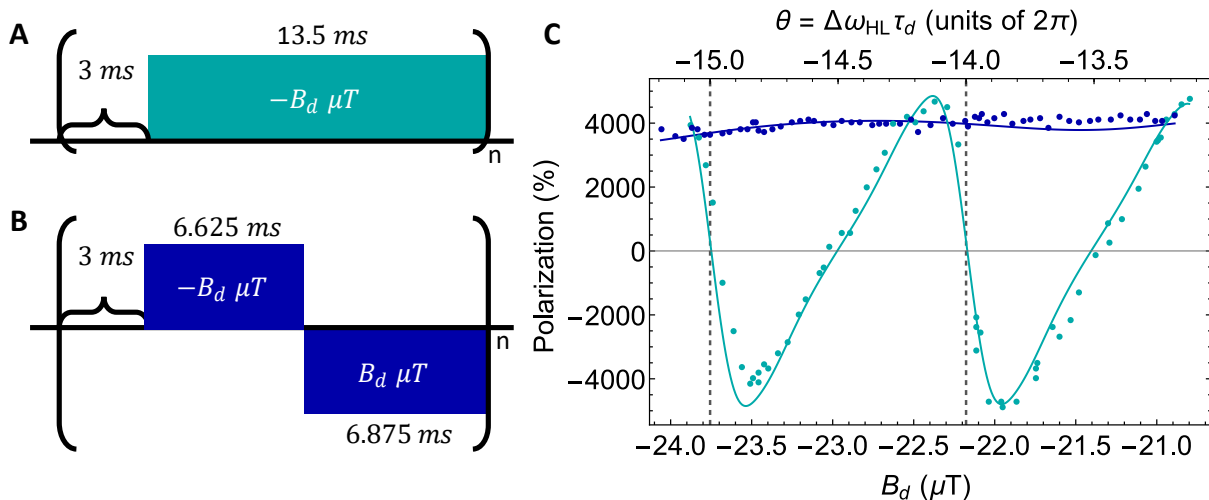 A
13.5 ms
3 ms
−B_d μT
n
B
6.625 ms
3 ms
−B_d μT
B_d μT
n
6.875 ms
C
θ = Δω_HL τ_d (units of 2π)
−15.0 −14.5 −14.0 −13.5
Polarization (%)
4000
2000
0
−2000
−4000
−24.0 −23.5 −23.0 −22.5 −22.0 −21.5 −21.0
B_d (μT)